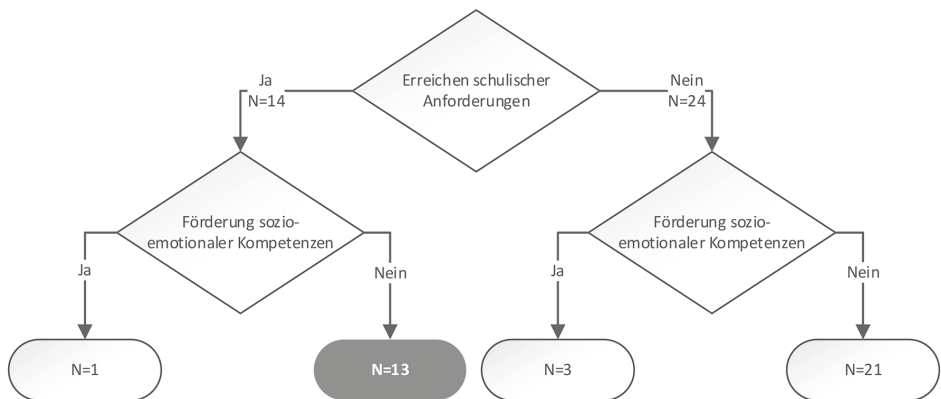 Erreichen schulischer
Anforderungen
Ja
N=14
Nein
N=24
Förderung sozio-
emotionaler Kompetenzen
Förderung sozio-
emotionaler Kompetenzen
Ja
Nein
Ja
Nein
N=1
N=13
N=3
N=21